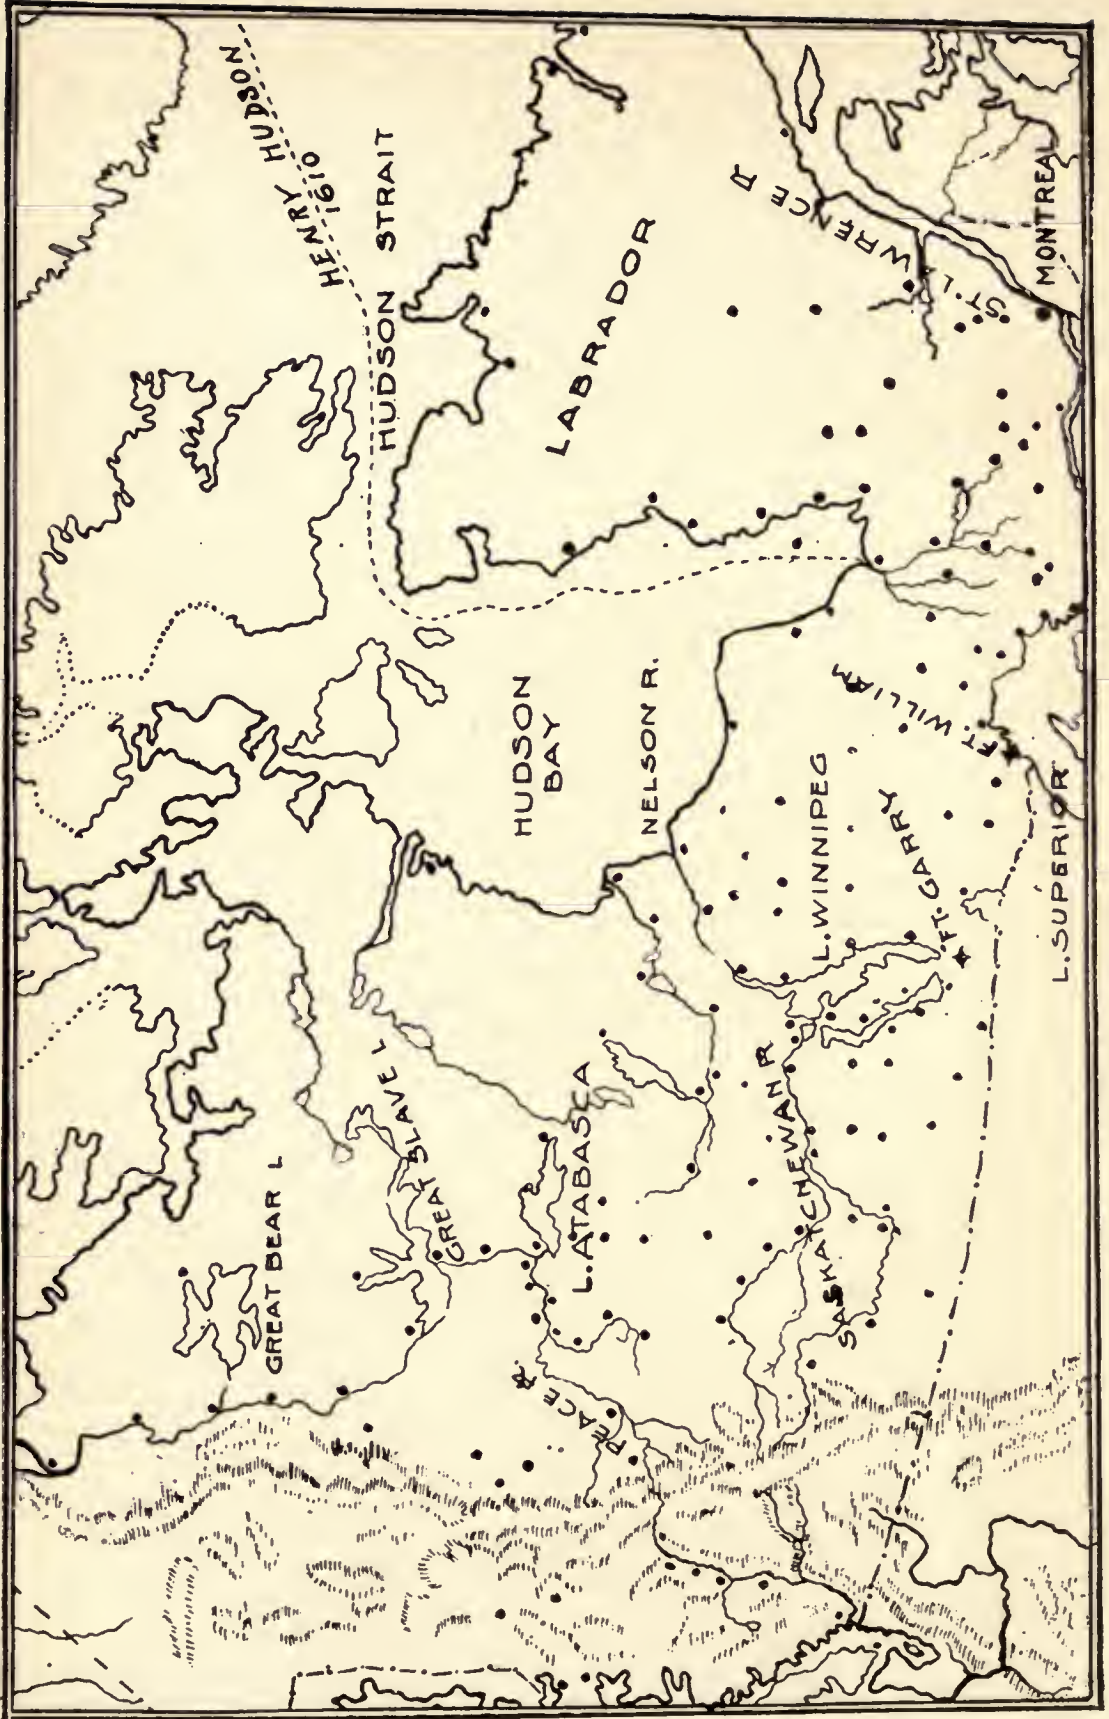 HENRY HUDSON
1610
HUDSON STRAIT
LABRADOR
ST. LAWRENCE R
MONTREAL
GREAT BEAR L
GREAT SLAVE L
L. ATABASCA
PEACE R.
HUDSON
BAY
NELSON R.
L. WINNIPEG
FT. GARRY
FT. WILLIAM
SASKATCHEWAN R
L. SUPERIOR